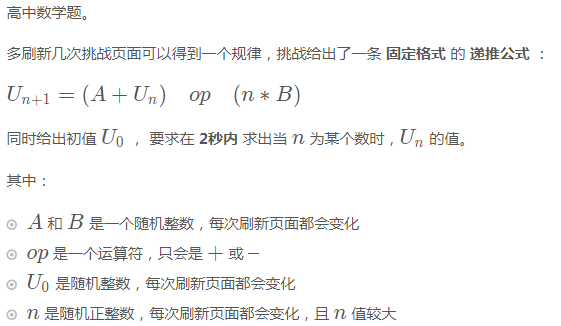 高中数学题。
多刷新几次挑战页面可以得到一个规律，挑战给出了一条 固定格式 的 递推公式 ：
U_{n+1} = (A + U_n) op (n * B)
同时给出初值 U_0 ， 要求在 2秒内 求出当 n 为某个数时，U_n 的值。
其中：
A 和 B 是一个随机整数，每次刷新页面都会变化
op 是一个运算符，只会是 + 或 −
U_0 是随机整数，每次刷新页面都会变化
n 是随机正整数，每次刷新页面都会变化，且 n 值较大